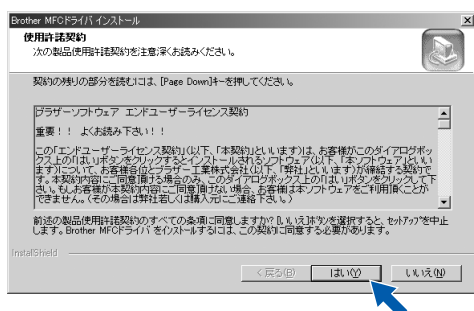 Brother MFCドライバ インストール
使用許諾契約
次の製品使用許諾契約を注意深くお読みください。
契約の残りの部分を読むには、[Page Down]キーを押してください。
ブラザーソフトウェア エンドユーザーライセンス契約
重要！！ よくお読み下さい！！
この「エンドユーザーライセンス契約」(以下、「本契約」といいます)は、お客様がこのダイアログボッ
クス上の「はい」ボタンをクリックするとインストールされるソフトウェア(以下、「本ソフトウェア」といい
ます)について、お客様各位とブラザー工業株式会社(以下、「弊社」といいます)が締結する契約で
す。本契約内容にご同意頂ける場合のみ、このダイアログボックス上の「はい」ボタンをクリックして下
さい。もしお客様が本契約内容にご同意頂けない場合、お客様は本ソフトウェアをご利用頂くことが
できません。(その場合は弊社若しくは購入元にご連絡下さい。)
前述の製品使用許諾契約のすべての条項に同意しますか？ [いいえ]ボタンを選択すると、セットアップを中止
します。Brother MFCドライバ をインストールするには、この契約に同意する必要があります。
InstallShield
< 戻る(B)
はい(Y)
いいえ(N)